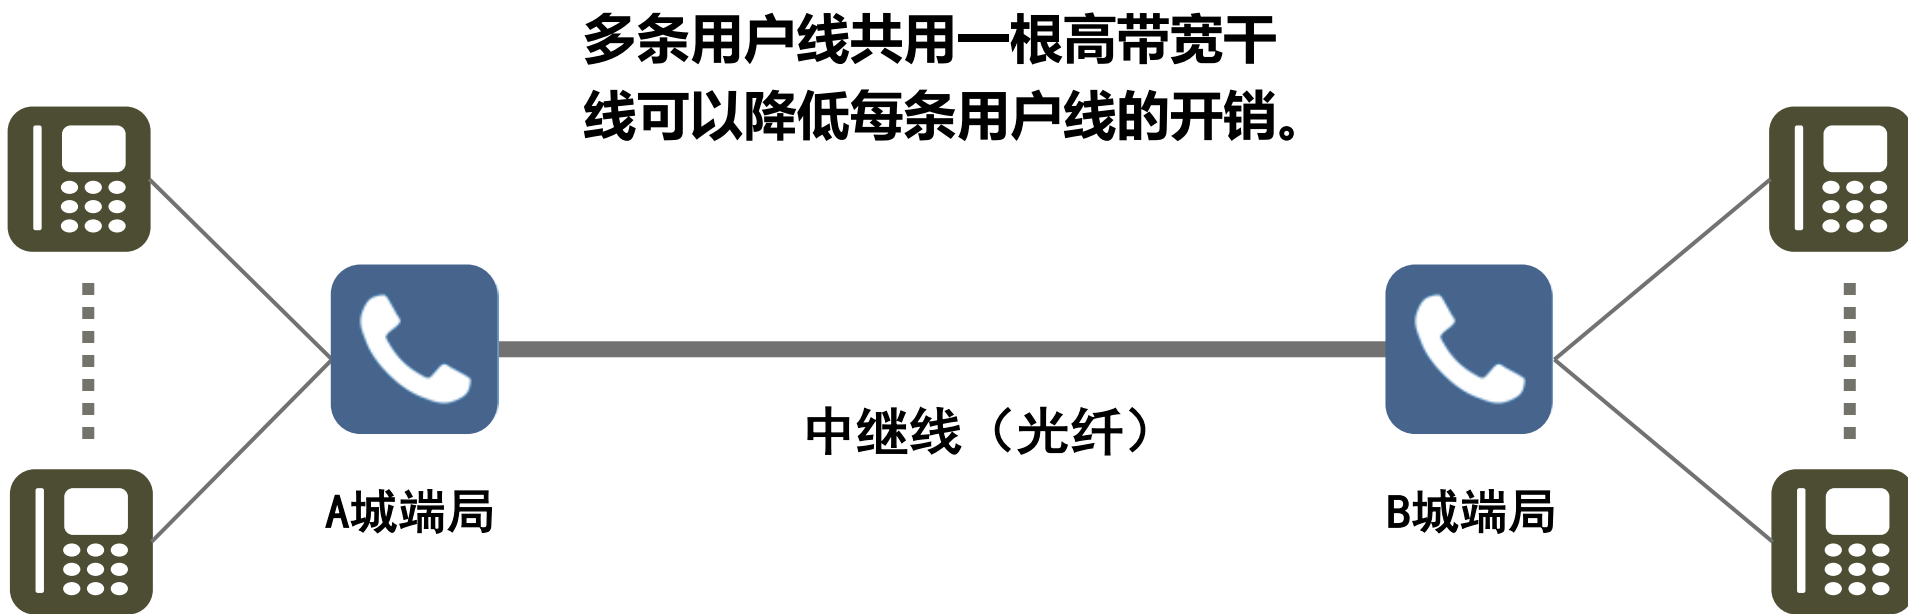 多条用户线共用一根高带宽干
线可以降低每条用户线的开销。
中继线（光纤）
A城端局
B城端局